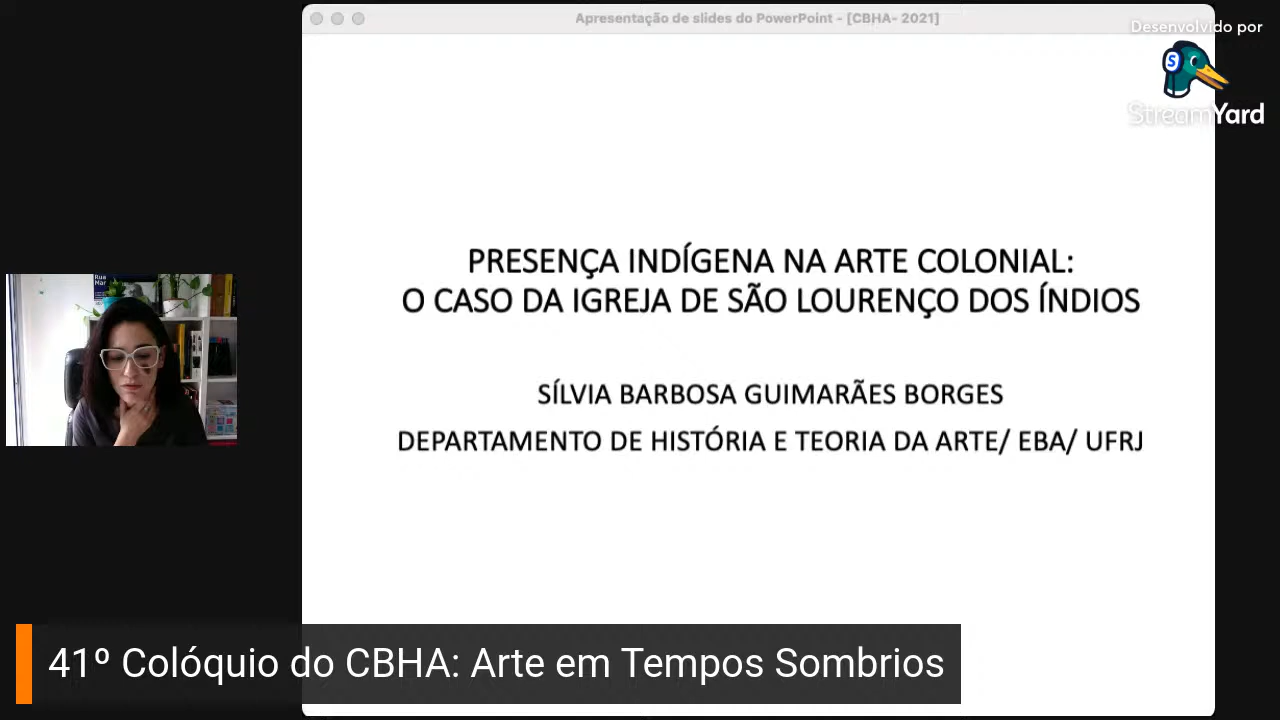 Apresentação de slides do PowerPoint - [CBHA- 2021]
Desenvolvido por
S
StreamYard
PRESENÇA INDÍGENA NA ARTE COLONIAL:
O CASO DA IGREJA DE SÃO LOURENÇO DOS ÍNDIOS
SÍLVIA BARBOSA GUIMARÃES BORGES
DEPARTAMENTO DE HISTÓRIA E TEORIA DA ARTE/ EBA/ UFRJ
Rua
Mar
41º Colóquio do CBHA: Arte em Tempos Sombrios